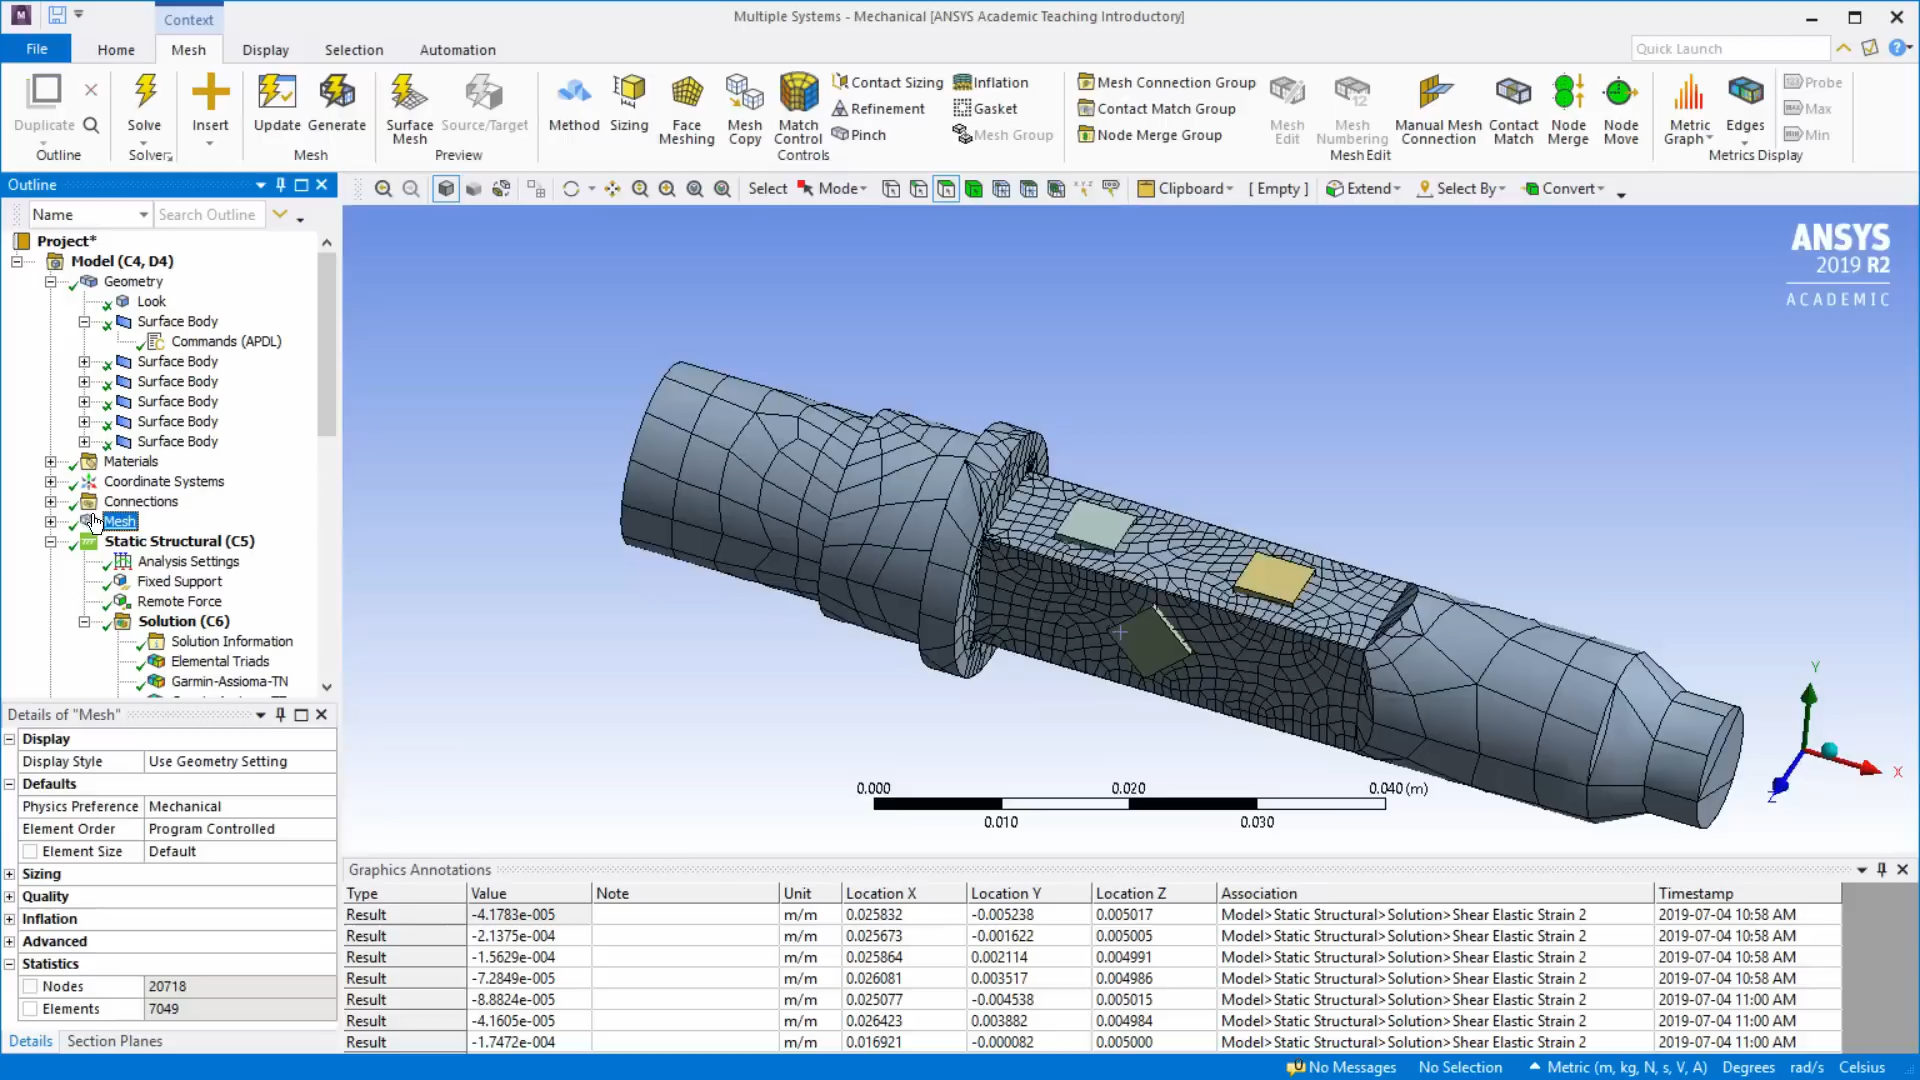 Context
Multiple Systems - Mechanical [ANSYS Academic Teaching Introductory]
File Home Mesh Display Selection Automation
Quick Launch
Duplicate
Outline
Solve
Solver
Insert
Update Generate
Mesh
Surface Mesh Source/Target
Preview
Method Sizing Face Meshing Mesh Copy Match Control
Contact Sizing
Refinement
Pinch
Inflation
Gasket
Mesh Group
Controls
Mesh Connection Group
Contact Match Group
Node Merge Group
Mesh Edit Mesh Numbering Manual Mesh Connection Contact Match Node Merge Node Move
Mesh Edit
Metric Graph Edges
Probe
Max
Min
Metrics Display
Outline
Select Mode Clipboard [ Empty ] Extend Select By Convert
Name Search Outline
Project*
Model (C4, D4)
Geometry
Look
Surface Body
Commands (APDL)
Surface Body
Surface Body
Surface Body
Surface Body
Surface Body
Materials
Coordinate Systems
Connections
Mesh
Static Structural (C5)
Analysis Settings
Fixed Support
Remote Force
Solution (C6)
Solution Information
Elemental Triads
Garmin-Assioma-TN
ANSYS
2019 R2
ACADEMIC
Y
X
Z
0.000 0.020 0.040 (m)
0.010 0.030
Details of "Mesh"
Display
Display Style Use Geometry Setting
Defaults
Physics Preference Mechanical
Element Order Program Controlled
Element Size Default
Sizing
Quality
Inflation
Advanced
Statistics
Nodes 20718
Elements 7049
Details Section Planes
Graphics Annotations
Type Value Note Unit Location X Location Y Location Z Association Timestamp
Result -4.1783e-005 m/m 0.025832 -0.005238 0.005017 Model>Static Structural>Solution>Shear Elastic Strain 2 2019-07-04 10:58 AM
Result -2.1375e-004 m/m 0.025673 -0.001622 0.005005 Model>Static Structural>Solution>Shear Elastic Strain 2 2019-07-04 10:58 AM
Result -1.5629e-004 m/m 0.025864 0.002114 0.004991 Model>Static Structural>Solution>Shear Elastic Strain 2 2019-07-04 10:58 AM
Result -7.2849e-005 m/m 0.026081 0.003517 0.004986 Model>Static Structural>Solution>Shear Elastic Strain 2 2019-07-04 10:58 AM
Result -8.8824e-005 m/m 0.025077 -0.004538 0.005015 Model>Static Structural>Solution>Shear Elastic Strain 2 2019-07-04 11:00 AM
Result -4.1605e-005 m/m 0.026423 0.003882 0.004984 Model>Static Structural>Solution>Shear Elastic Strain 2 2019-07-04 11:00 AM
Result -1.7472e-004 m/m 0.016921 -0.000082 0.005000 Model>Static Structural>Solution>Shear Elastic Strain 2 2019-07-04 11:00 AM
No Messages No Selection Metric (m, kg, N, s, V, A) Degrees rad/s Celsius